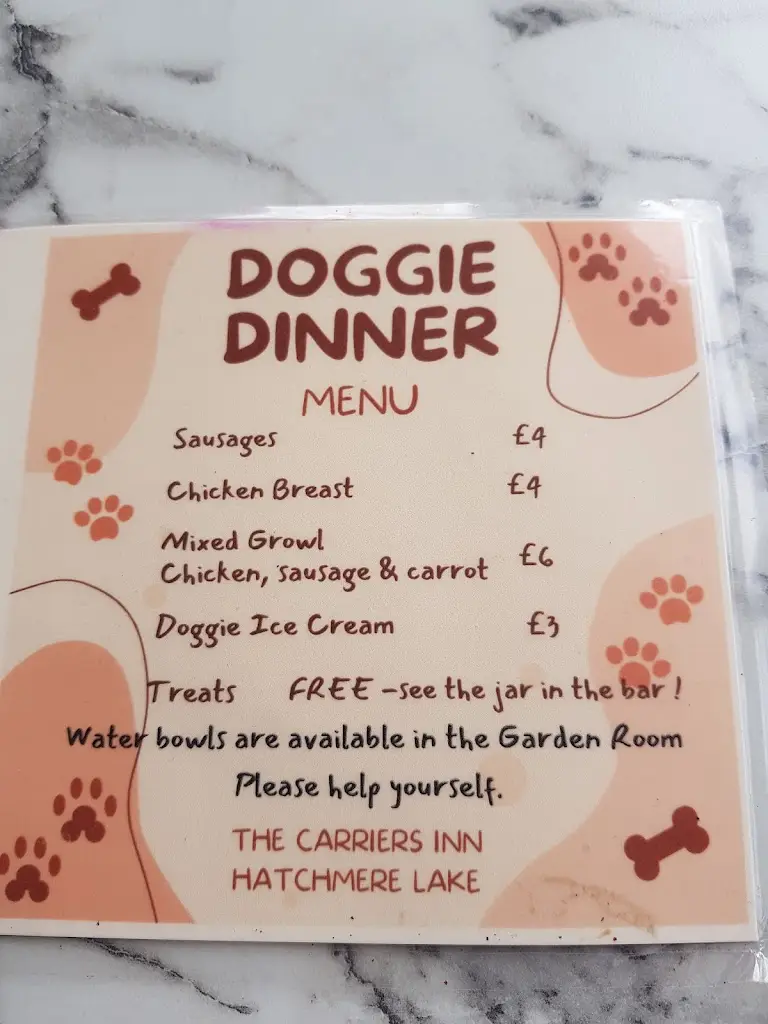 DOGGIE
DINNER
MENU
Sausages £4
Chicken Breast £4
Mixed Growl
Chicken, sausage & carrot £6
Doggie Ice Cream £3
Treats FREE -see the jar in the bar !
Water bowls are available in the Garden Room
Please help yourself.
THE CARRIERS INN
HATCHMERE LAKE